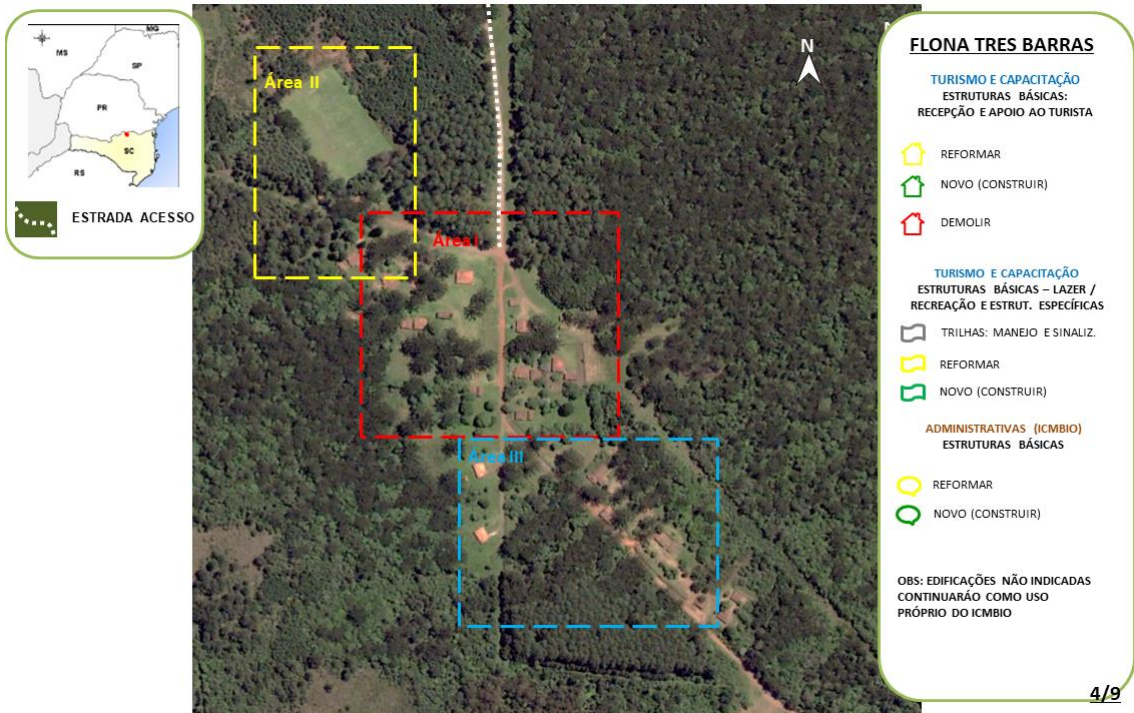 MG
MS
SP
PR
SC
RS
ESTRADA ACESSO
Área II
Área I
Área III
N
FLONA TRES BARRAS
TURISMO E CAPACITAÇÃO
ESTRUTURAS BÁSICAS:
RECEPÇÃO E APOIO AO TURISTA
REFORMAR
NOVO (CONSTRUIR)
DEMOLIR
TURISMO E CAPACITAÇÃO
ESTRUTURAS BÁSICAS – LAZER /
RECREAÇÃO E ESTRUT. ESPECÍFICAS
TRILHAS: MANEJO E SINALIZ.
REFORMAR
NOVO (CONSTRUIR)
ADMINISTRATIVAS (ICMBIO)
ESTRUTURAS BÁSICAS
REFORMAR
NOVO (CONSTRUIR)
OBS: EDIFICAÇÕES NÃO INDICADAS
CONTINUARÁO COMO USO
PRÓPRIO DO ICMBIO
4/9